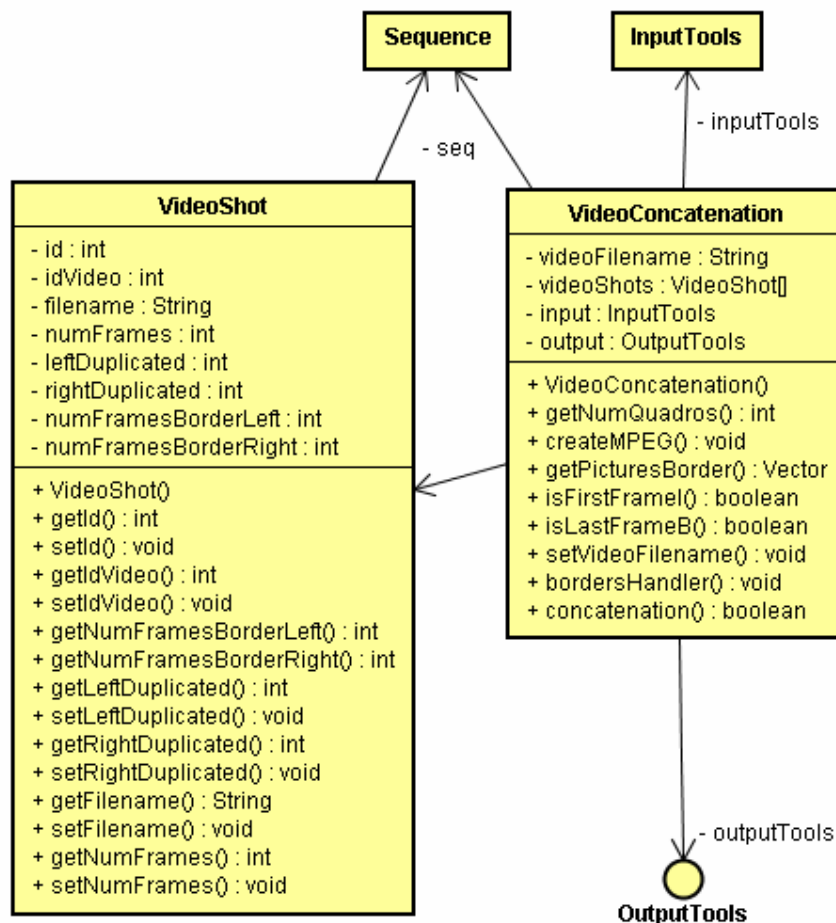 Sequence
InputTools
- inputTools
- seq
VideoShot
- id : int
- idVideo : int
- filename : String
- numFrames : int
- leftDuplicated : int
- rightDuplicated : int
- numFramesBorderLeft : int
- numFramesBorderRight : int
+ VideoShot()
+ getId() : int
+ setId() : void
+ getIdVideo() : int
+ setIdVideo() : void
+ getNumFramesBorderLeft() : int
+ getNumFramesBorderRight() : int
+ getLeftDuplicated() : int
+ setLeftDuplicated() : void
+ getRightDuplicated() : int
+ setRightDuplicated() : void
+ getFilename() : String
+ setFilename() : void
+ getNumFrames() : int
+ setNumFrames() : void
VideoConcatenation
- videoFilename : String
- videoShots : VideoShot[]
- input : InputTools
- output : OutputTools
+ VideoConcatenation()
+ getNumQuadros() : int
+ createMPEG() : void
+ getPicturesBorder() : Vector
+ isFirstFrameI() : boolean
+ isLastFrameB() : boolean
+ setVideoFilename() : void
+ bordersHandler() : void
+ concatenation() : boolean
- outputTools
OutputTools